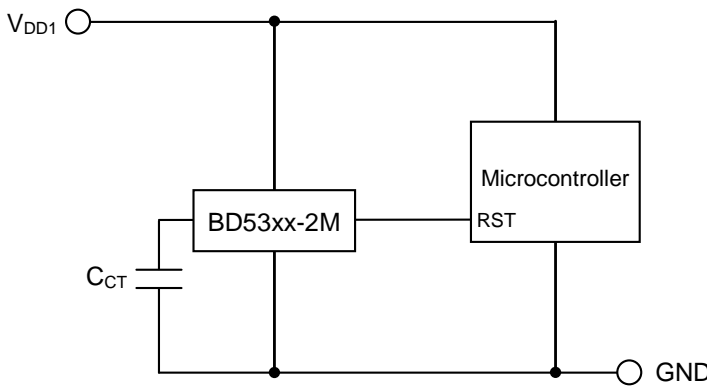 VDD1
Microcontroller
BD53xx-2M
RST
CCT
GND